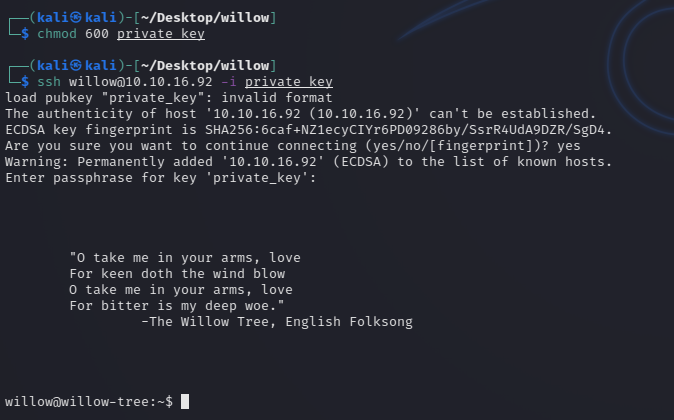 ┌──(kali㉿kali)-[~/Desktop/willow]
└─$ chmod 600 private_key
┌──(kali㉿kali)-[~/Desktop/willow]
└─$ ssh willow@10.10.16.92 -i private_key
load pubkey "private_key": invalid format
The authenticity of host '10.10.16.92 (10.10.16.92)' can't be established.
ECDSA key fingerprint is SHA256:6caf+NZ1ecyCIYr6PD09286by/SsrR4UdA9DZR/SgD4.
Are you sure you want to continue connecting (yes/no/[fingerprint])? yes
Warning: Permanently added '10.10.16.92' (ECDSA) to the list of known hosts.
Enter passphrase for key 'private_key':
"O take me in your arms, love
For keen doth the wind blow
O take me in your arms, love
For bitter is my deep woe."
-The Willow Tree, English Folksong
willow@willow-tree:~$